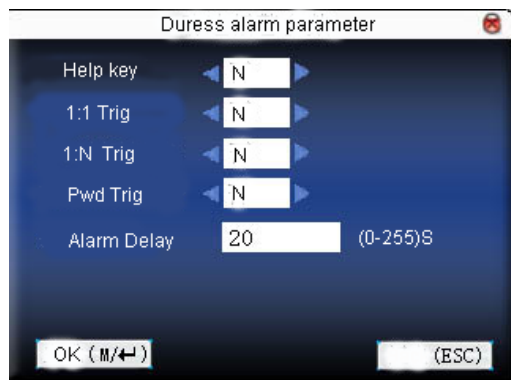 Duress alarm parameter
Help key N
1:1 Trig N
1:N Trig N
Pwd Trig N
Alarm Delay 20 (0-255)S
OK (M/↵) (ESC)